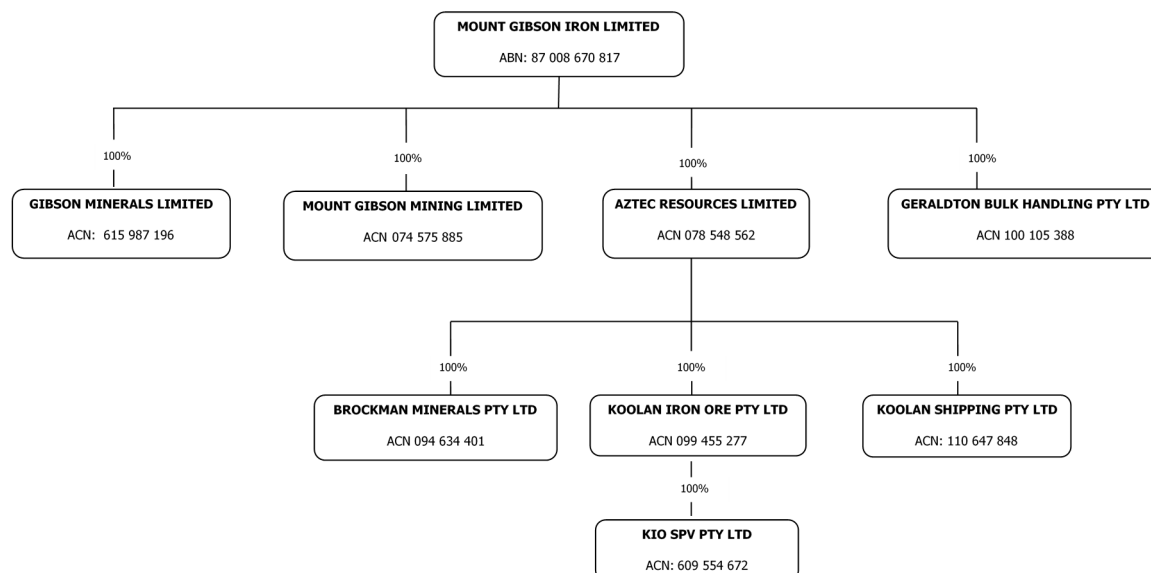 MOUNT GIBSON IRON LIMITED
ABN: 87 008 670 817
100%
100%
100%
100%
GIBSON MINERALS LIMITED
ACN: 615 987 196
MOUNT GIBSON MINING LIMITED
ACN 074 575 885
AZTEC RESOURCES LIMITED
ACN 078 548 562
GERALDTON BULK HANDLING PTY LTD
ACN 100 105 388
100%
100%
100%
BROCKMAN MINERALS PTY LTD
ACN 094 634 401
KOOLAN IRON ORE PTY LTD
ACN 099 455 277
KOOLAN SHIPPING PTY LTD
ACN: 110 647 848
100%
KIO SPV PTY LTD
ACN: 609 554 672